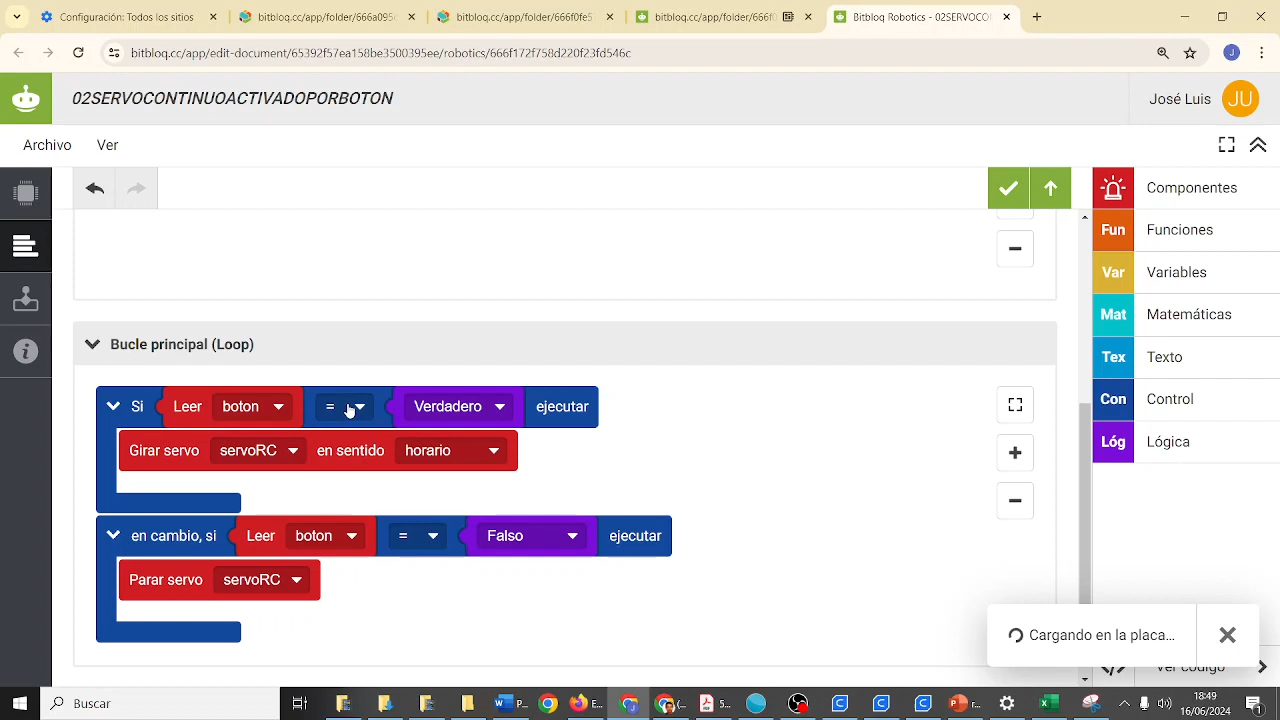 Configuración: los sitios
bitbloq.cc/app/folder/666a095c
bitbloq.cc/app/folder/666f0fe5
bitbloq.cc/app/folder/666f0
Bitbloq Robotics - 02SERVOCON
bitbloq.cc/app/edit-document/65392f57ea158be3500395ee/robotics/666f172f758d220f23fd546c
J
02SERVOCONTINUOACTIVADOPORBOTON
José Luis JU
Archivo Ver
Componentes
Fun Funciones
Var Variables
Mat Matemáticas
Tex Texto
Con Control
Lóg Lógica
Bucle principal (Loop)
Si Leer boton = Verdadero ejecutar
Girar servo servoRC en sentido horario
en cambio, si Leer boton = Falso ejecutar
Parar servo servoRC
Cargando en la placa...
Ver código
Buscar
18:49
16/06/2024